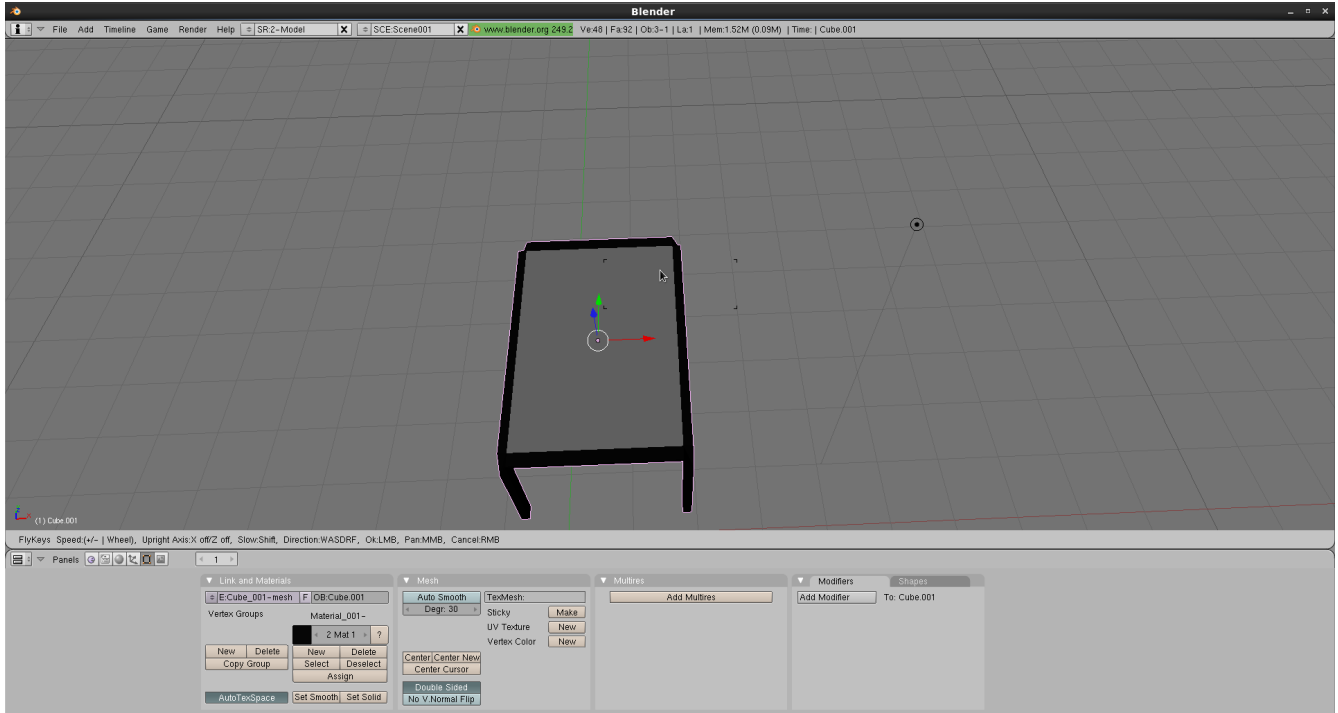 Blender
File Add Timeline Game Render Help SR:2-Model X SCE:Scene001 X www.blender.org 249.2 Ve:48 | Fa:92 | Ob:3-1 | La:1 | Mem:1.52M (0.09M) | Time: | Cube.001
(1) Cube.001
FlyKeys Speed:(+/- | Wheel), Upright Axis:X off/Z off, Slow:Shift, Direction:WASDRF, Ok:LMB, Pan:MMB, Cancel:RMB
Panels 1
Link and Materials Mesh Multires Modifiers Shapes
E:Cube_001-mesh F OB:Cube.001 Auto Smooth TexMesh: Add Multires Add Modifier To: Cube.001
Vertex Groups Material_001- Degr: 30 Sticky Make
2 Mat 1 ? UV Texture New
Vertex Color New
New Delete New Delete
Copy Group Select Deselect Center Center New
Assign Center Cursor
Double Sided
AutoTexSpace Set Smooth Set Solid No V.Normal Flip